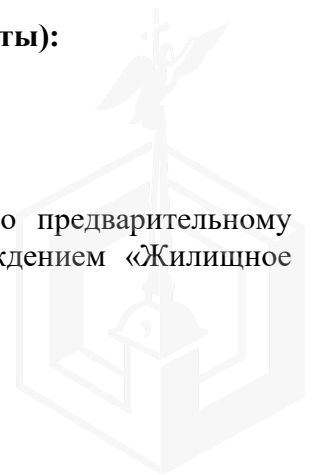 ты):
о предварительному
ждением «Жилищное